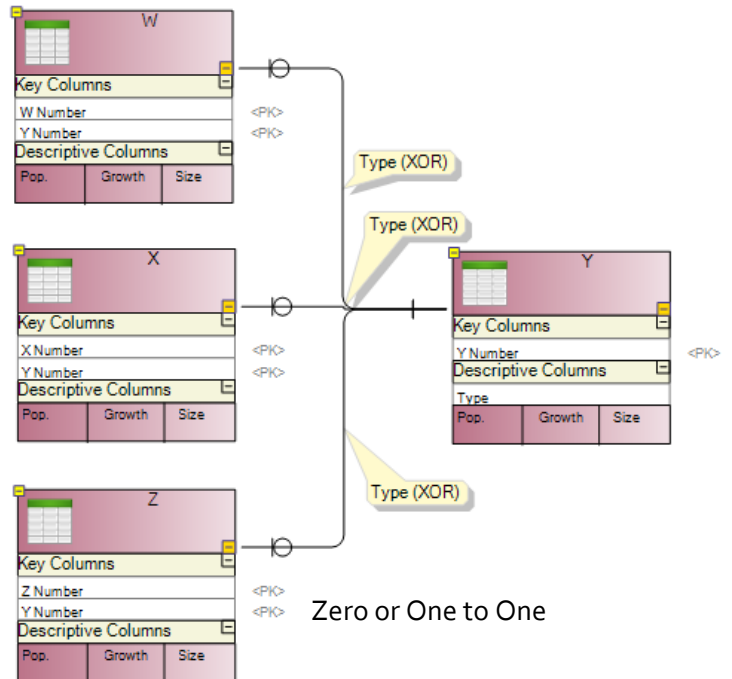 W
Key Columns
W Number <PK>
Y Number <PK>
Descriptive Columns
Pop. Growth Size
Type (XOR)
Type (XOR)
X
Key Columns
X Number <PK>
Y Number <PK>
Descriptive Columns
Pop. Growth Size
Y
Key Columns
Y Number <PK>
Descriptive Columns
Type
Pop. Growth Size
Type (XOR)
Z
Key Columns
Z Number <PK>
Y Number <PK>
Descriptive Columns
Pop. Growth Size
Zero or One to One